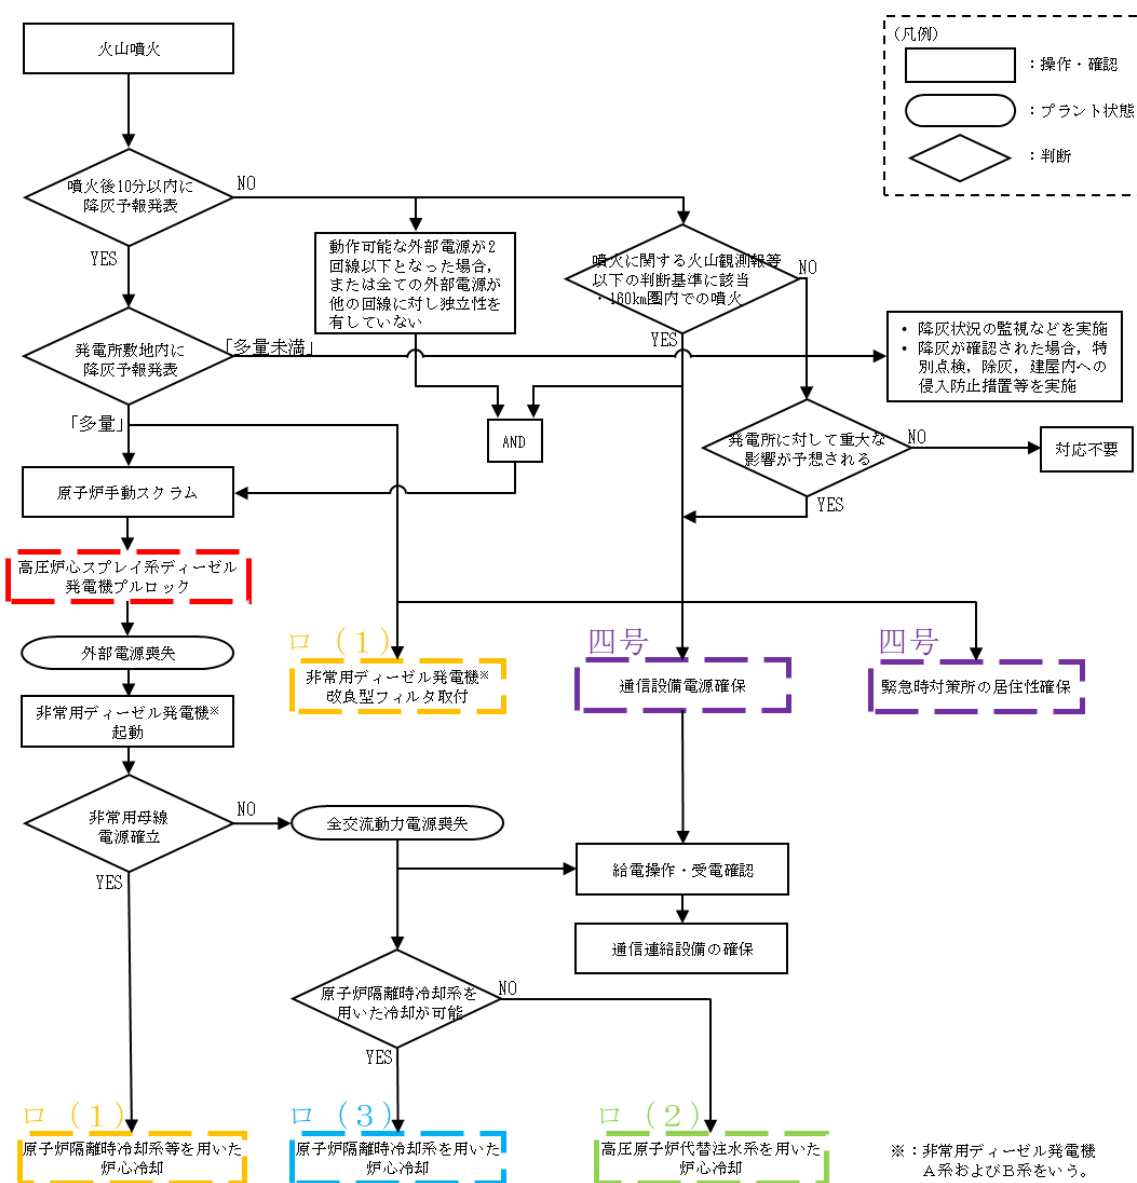 火山噴火
(凡例)
：操作・確認
：プラント状態
：判断
噴火後10分以内に
降灰予報発表
NO
YES
動作可能な外部電源が2
回線以下となった場合，
または全ての外部電源が
他の回線に対し独立性を
有していない
噴火に関する火山観測報等
以下の判断基準に該当
・160km圏内での噴火
NO
YES
発電所敷地内に
降灰予報発表
「多量未満」
「多量」
・ 降灰状況の監視などを実施
・ 降灰が確認された場合，特
別点検，除灰，建屋内への
侵入防止措置等を実施
AND
発電所に対して重大な
影響が予想される
NO
YES
対応不要
原子炉手動スクラム
高圧炉心スプレイ系ディーゼル
発電機プルロック
外部電源喪失
ロ（1）
非常用ディーゼル発電機※
改良型フィルタ取付
四号
通信設備電源確保
四号
緊急時対策所の居住性確保
非常用ディーゼル発電機※
起動
非常用母線
電源確立
NO
YES
全交流動力電源喪失
給電操作・受電確認
通信連絡設備の確保
原子炉隔離時冷却系を
用いた冷却が可能
NO
YES
ロ（1）
原子炉隔離時冷却系等を用いた
炉心冷却
ロ（3）
原子炉隔離時冷却系を用いた
炉心冷却
ロ（2）
高圧原子炉代替注水系を用いた
炉心冷却
※：非常用ディーゼル発電機
A系およびB系をいう。